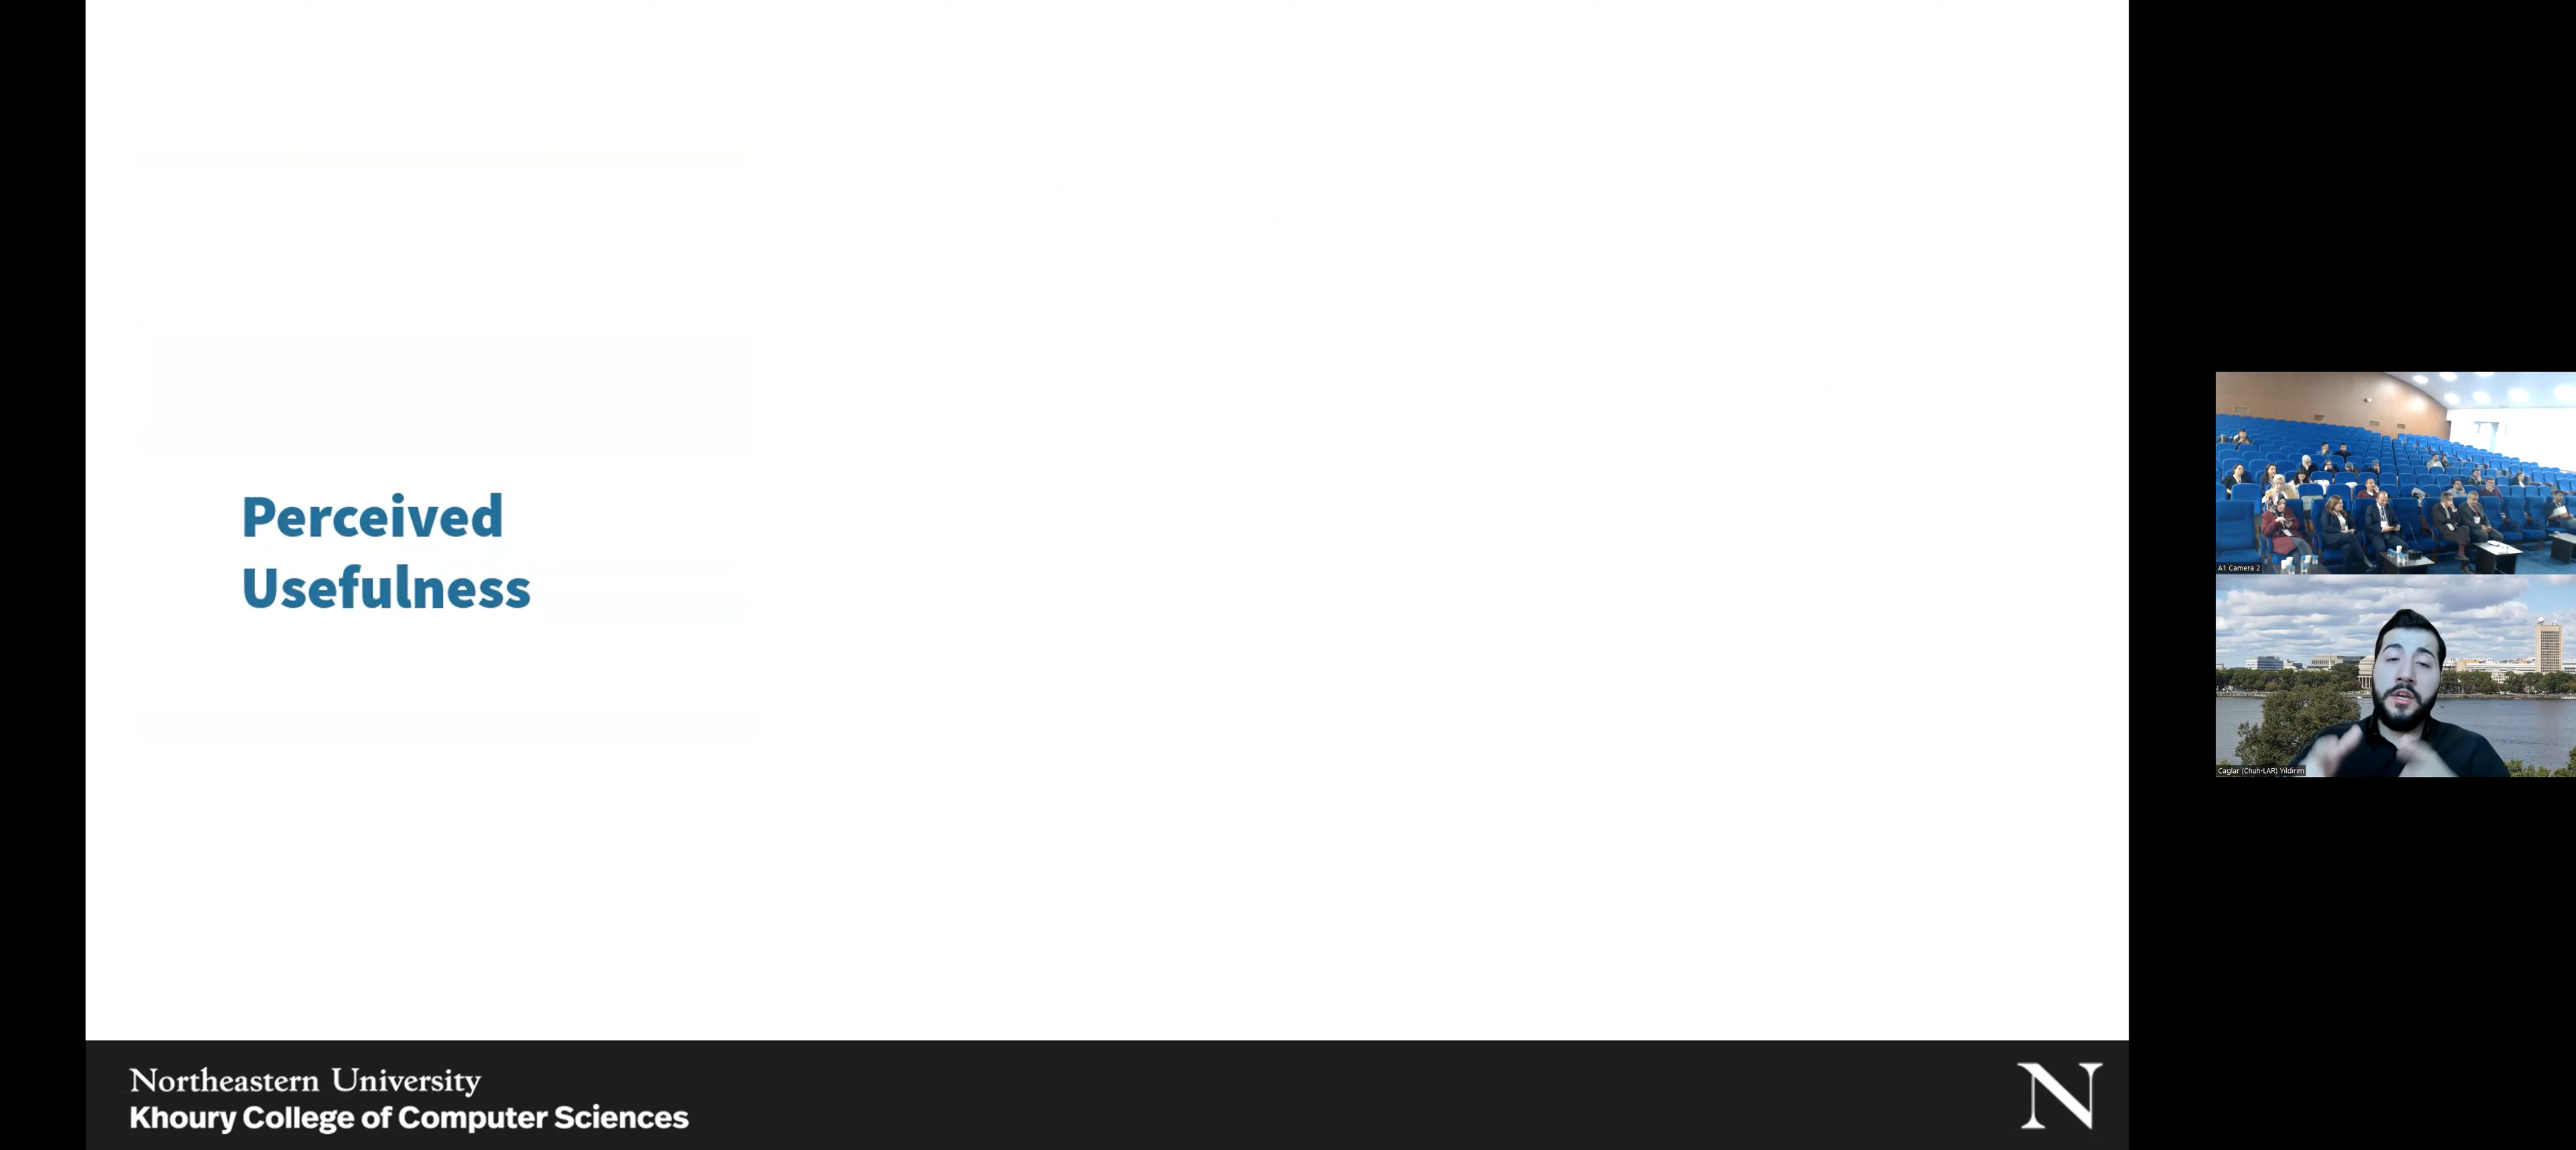 Perceived
Usefulness
A1 Camera 2
Caglar (Chuh-LAR) Yildirim
Northeastern University
Khoury College of Computer Sciences
N